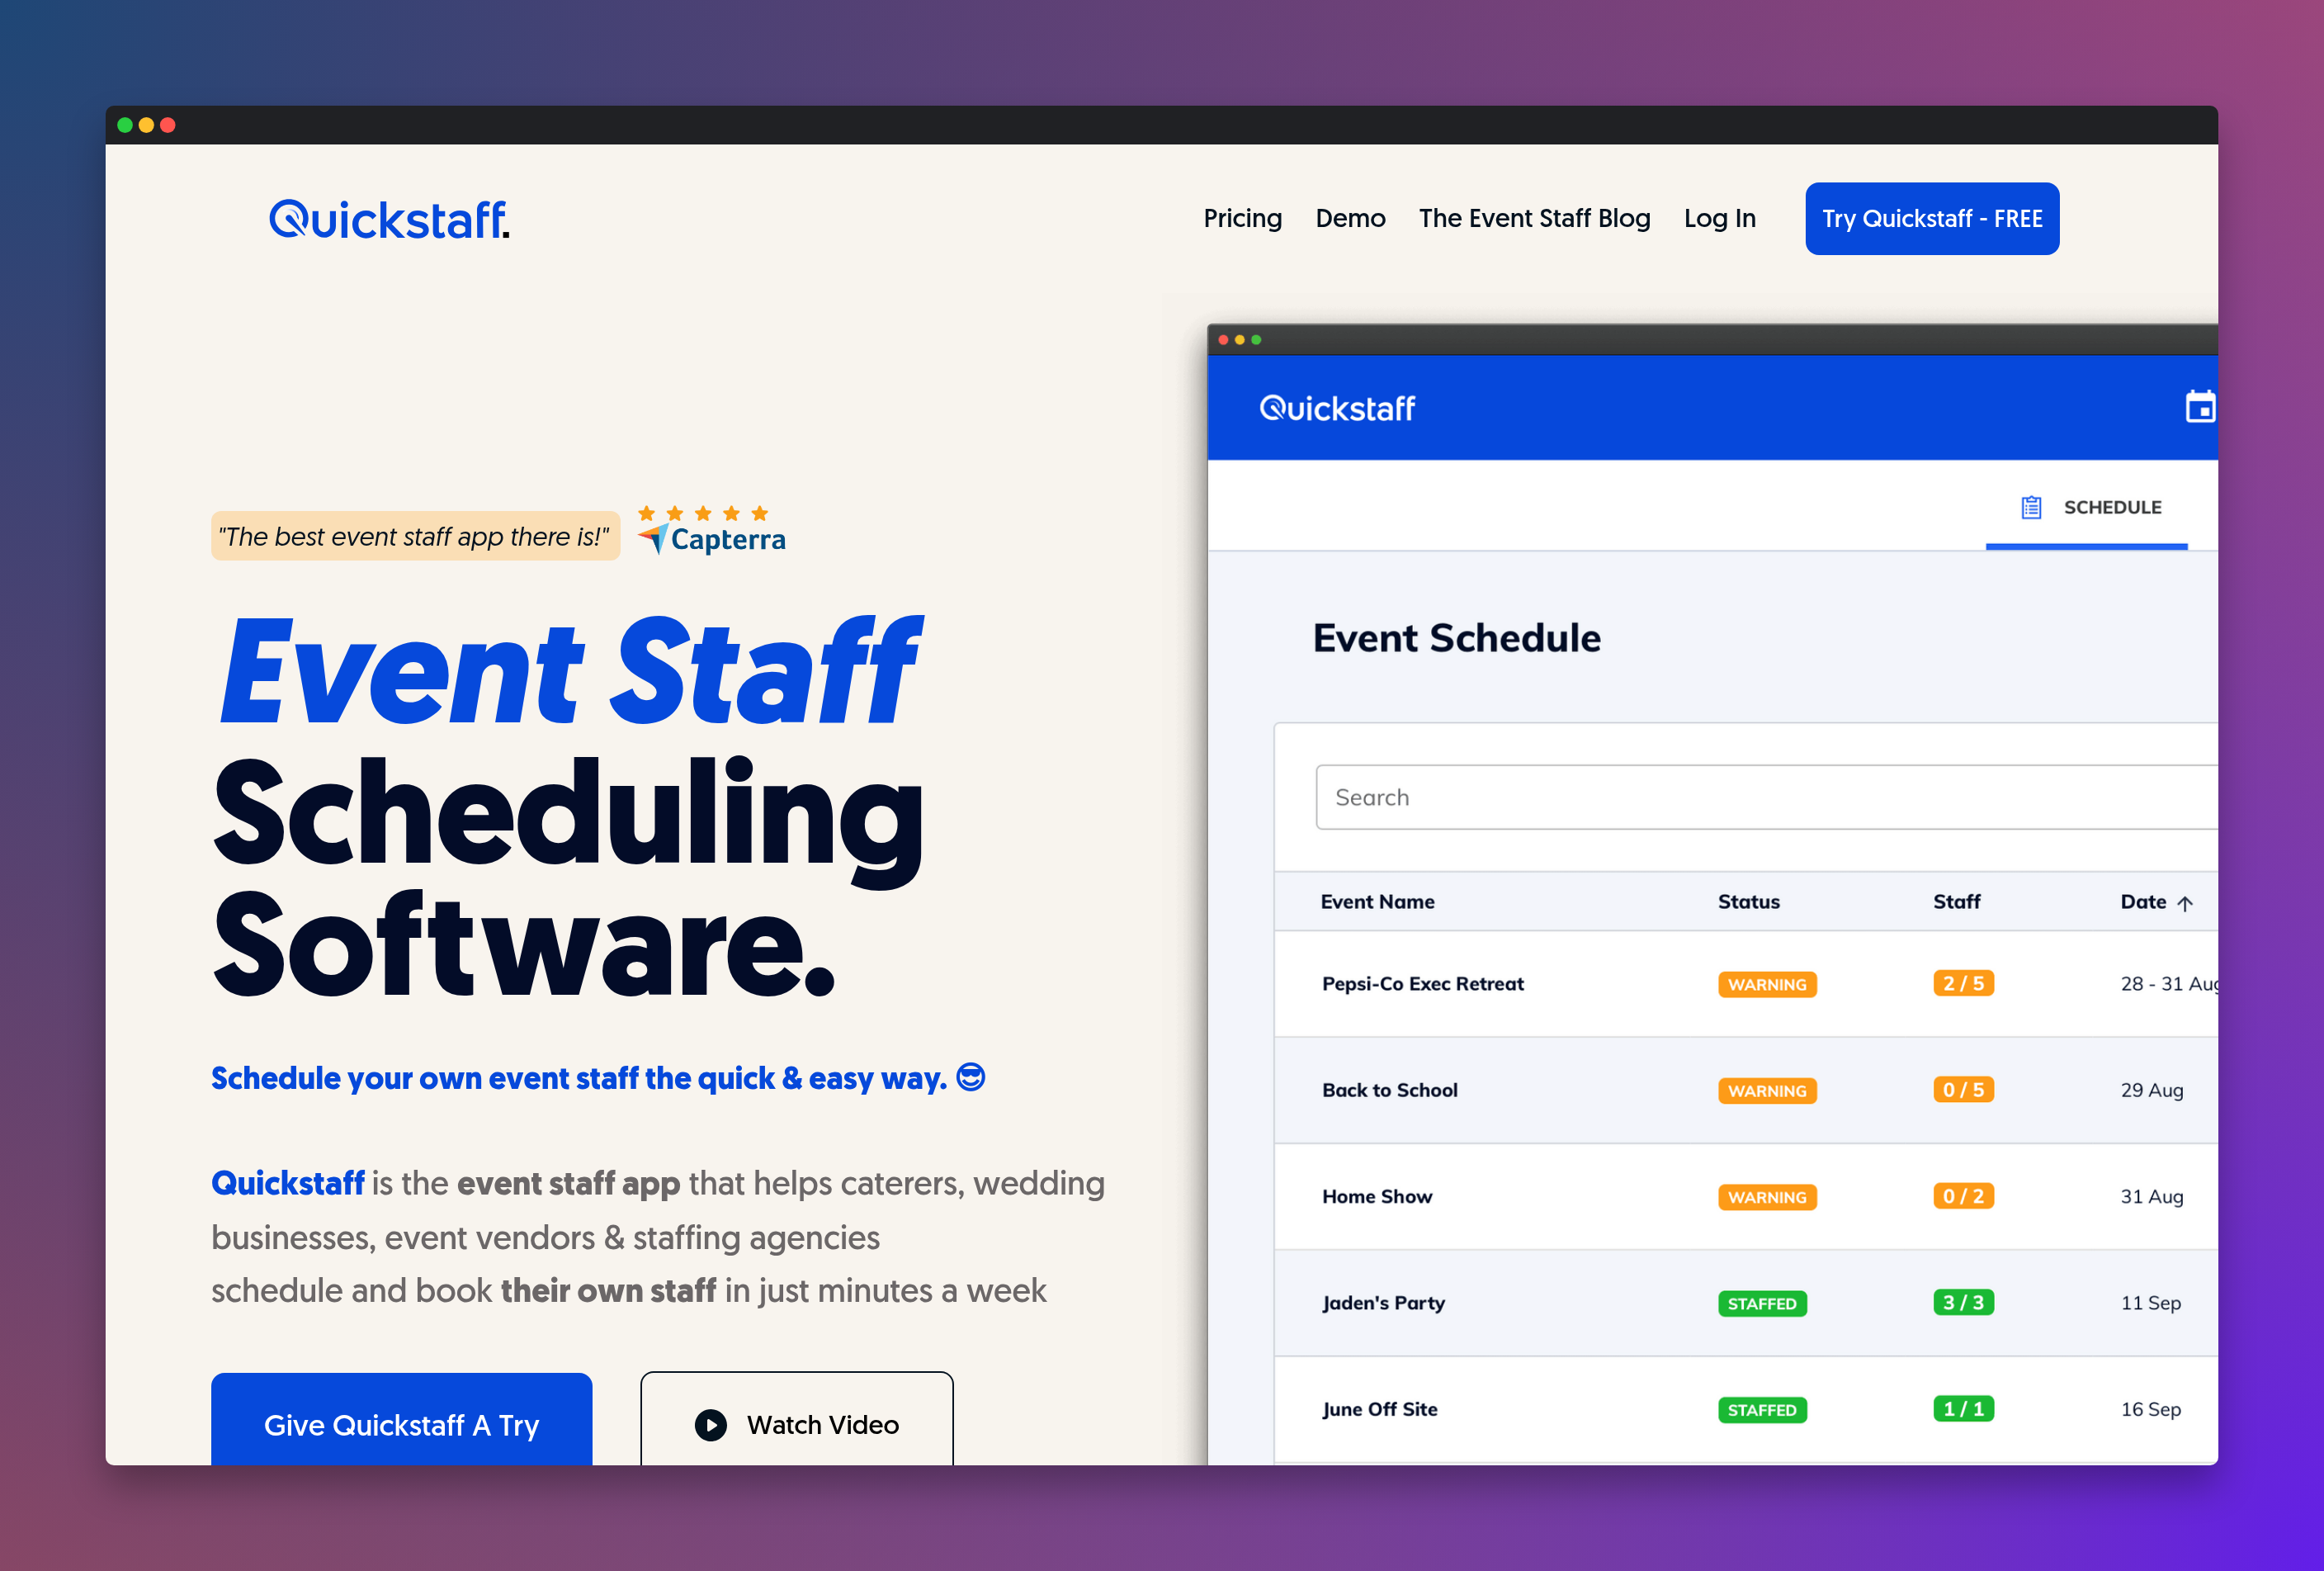 Quickstaff.
Pricing
Demo
The Event Staff Blog
Log In
Try Quickstaff - FREE
"The best event staff app there is!"
Capterra
Event Staff
Scheduling
Software.
Schedule your own event staff the quick & easy way. 😎
Quickstaff is the event staff app that helps caterers, wedding
businesses, event vendors & staffing agencies
schedule and book their own staff in just minutes a week
Give Quickstaff A Try
Watch Video
Quickstaff
SCHEDULE
Event Schedule
Search
Event Name Status Staff Date ↑
Pepsi-Co Exec Retreat WARNING 2 / 5 28 - 31 Aug
Back to School WARNING 0 / 5 29 Aug
Home Show WARNING 0 / 2 31 Aug
Jaden's Party STAFFED 3 / 3 11 Sep
June Off Site STAFFED 1 / 1 16 Sep